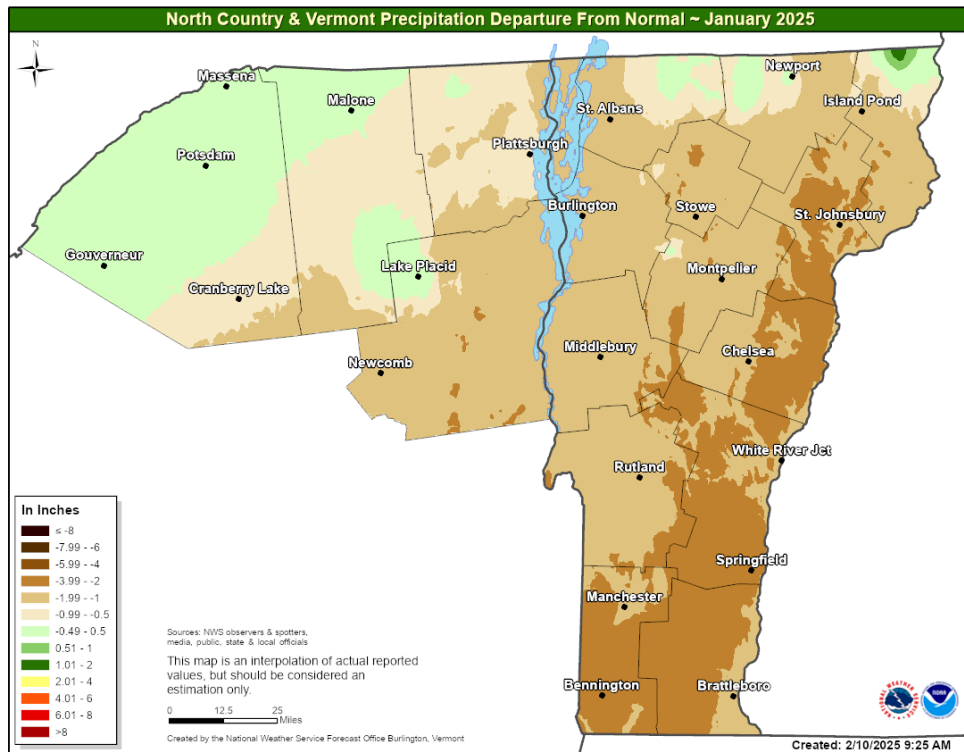 North Country & Vermont Precipitation Departure From Normal ~ January 2025
N
Massena
Malone
Newport
Island Pond
St. Albans
Plattsburgh
Potsdam
Burlington
Stowe
St. Johnsbury
Gouverneur
Lake Placid
Cranberry Lake
Montpelier
Newcomb
Middlebury
Chelsea
Rutland
White River Jct
Springfield
Manchester
Bennington
Brattleboro
In Inches
≤ -8
-7.99 - -6
-5.99 - -4
-3.99 - -2
-1.99 - -1
-0.99 - -0.5
-0.49 - 0.5
0.51 - 1
1.01 - 2
2.01 - 4
4.01 - 6
6.01 - 8
>8
Sources: NWS observers & spotters,
media, public, state & local officials
This map is an interpolation of actual reported
values, but should be considered an
estimation only.
0 12.5 25
Miles
Created by the National Weather Service Forecast Office Burlington, Vermont
NOAA
Created: 2/10/2025 9:25 AM